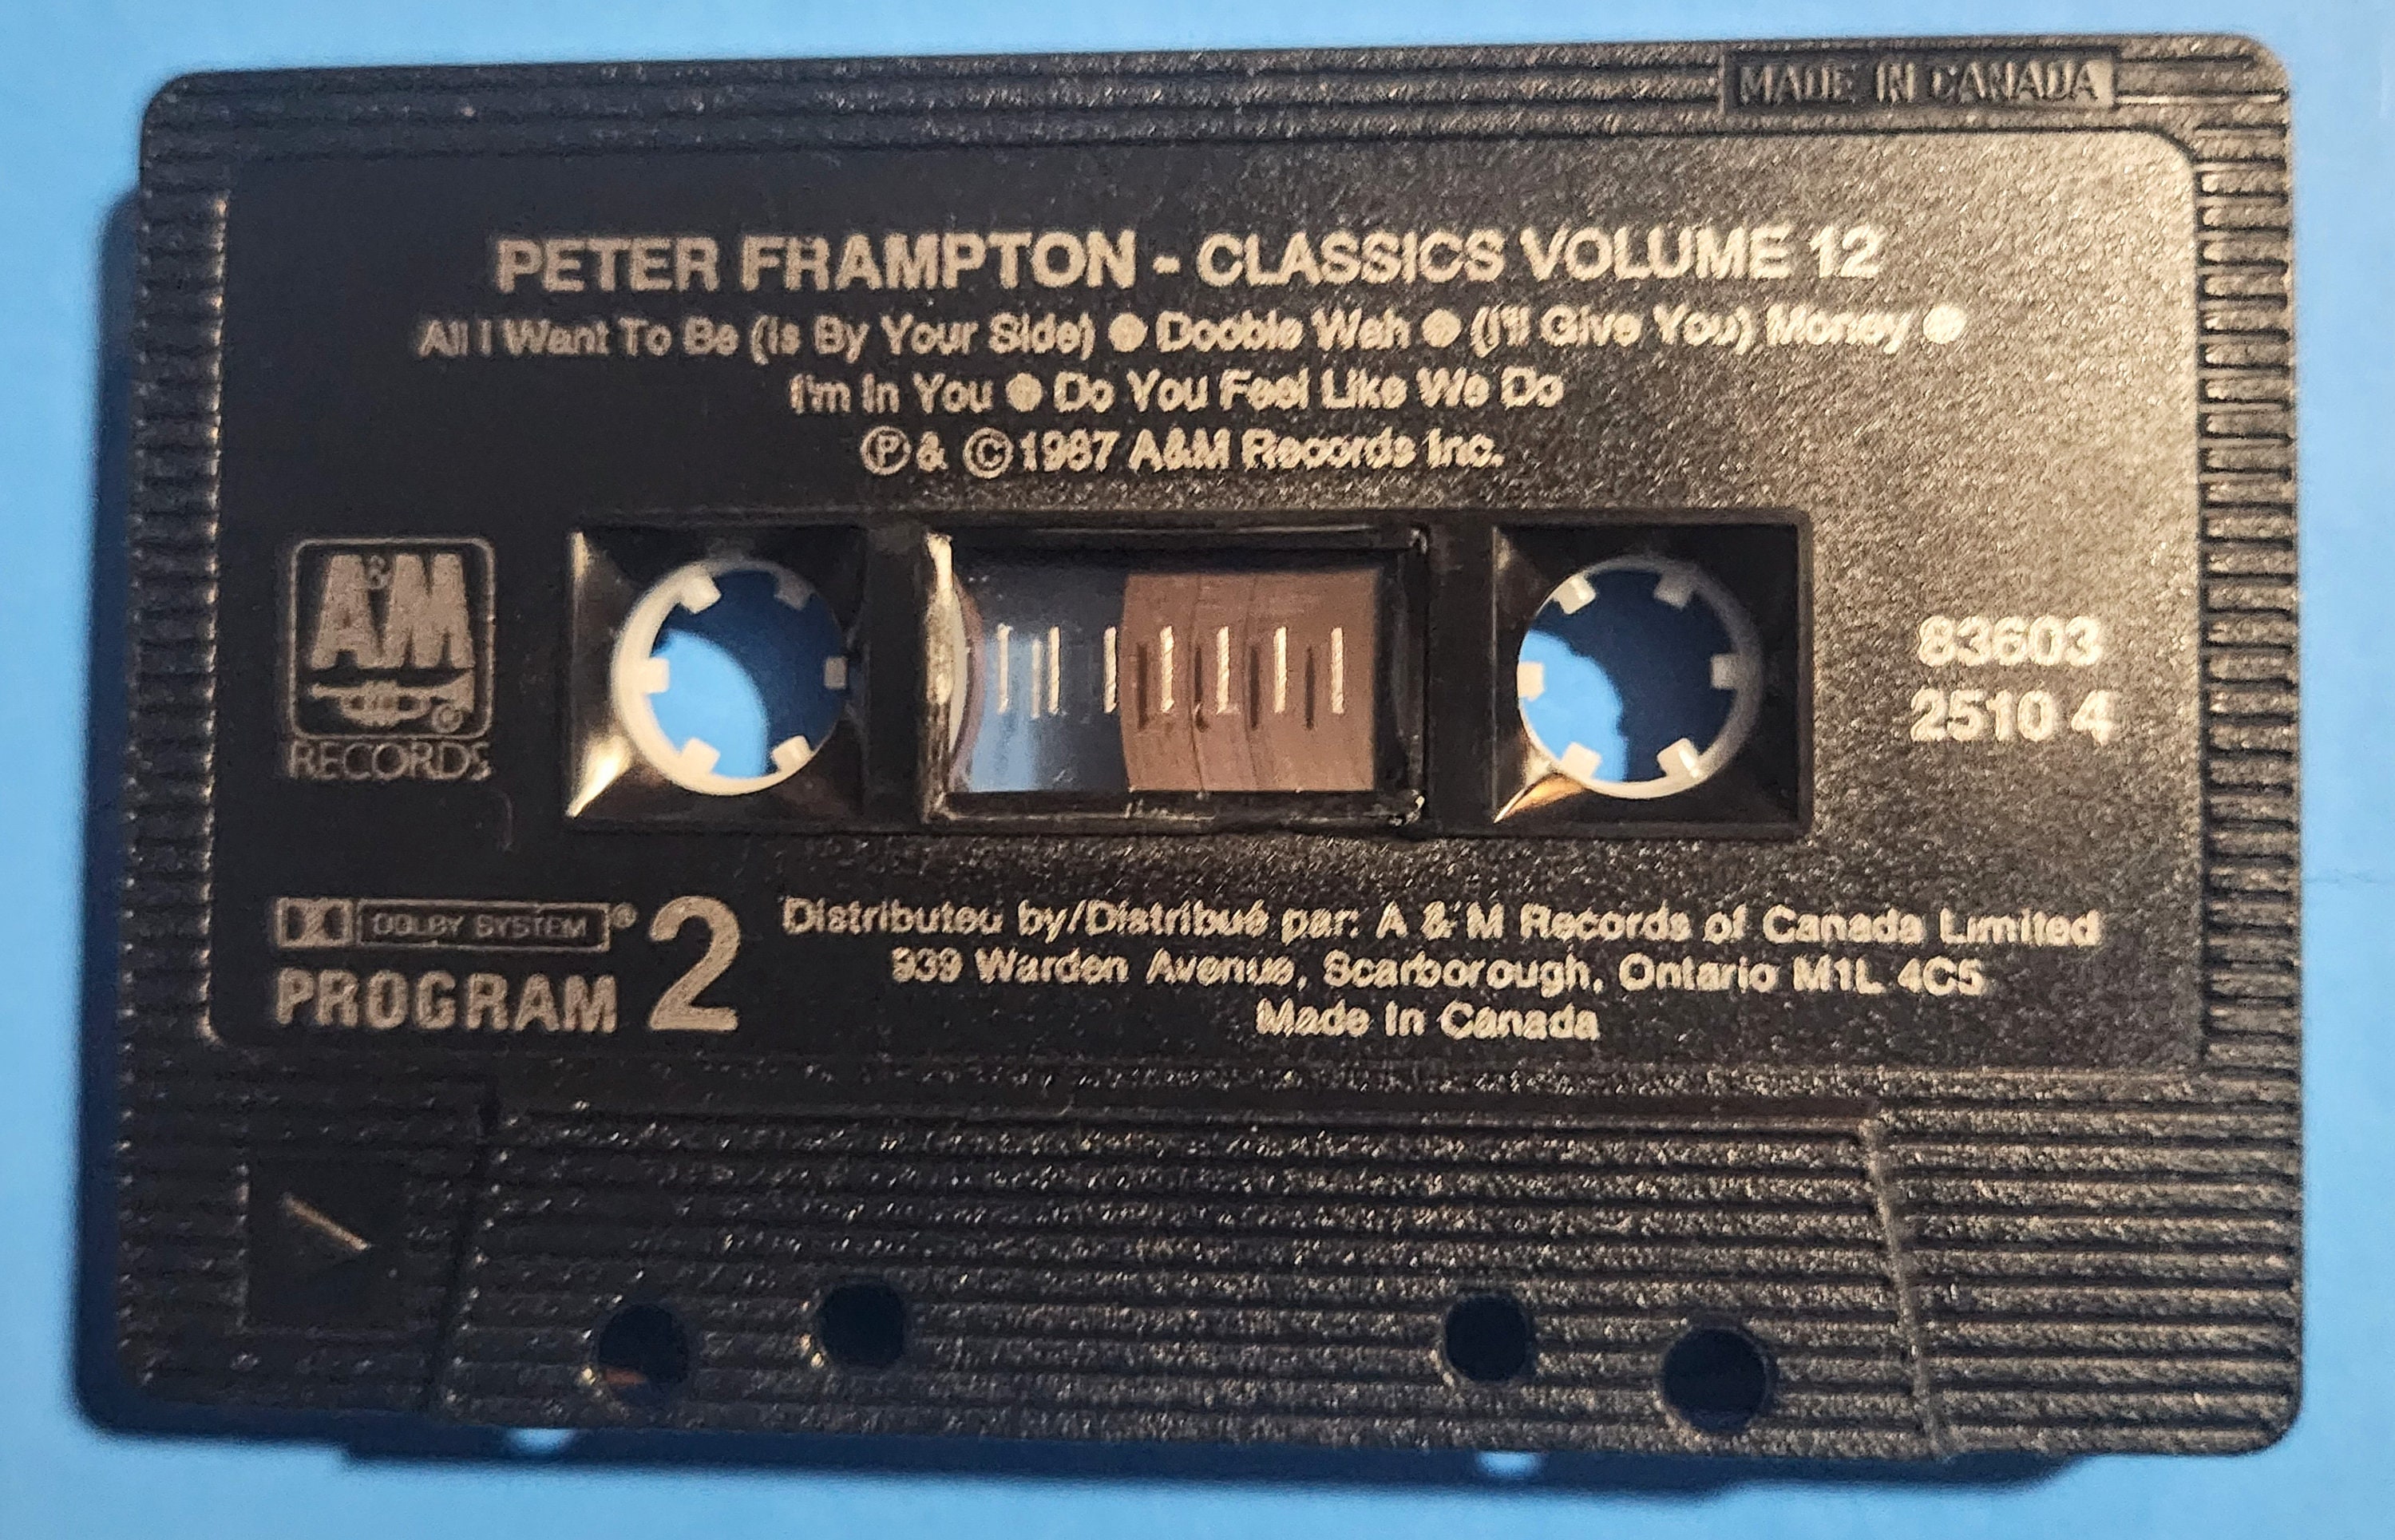 MADE IN CANADA
PETER FRAMPTON - CLASSICS VOLUME 12
All I Want To Be (Is By Your Side) ● Doobie Wah ● (I'll Give You) Money ●
I'm In You ● Do You Feel Like We Do
Ⓟ & ©1987 A&M Records Inc.
A&M
RECORDS
83603
2510 4
DOLBY SYSTEM®
PROGRAM 2
Distributed by/Distribué par: A & M Records of Canada Limited
939 Warden Avenue, Scarborough, Ontario M1L 4C5
Made In Canada